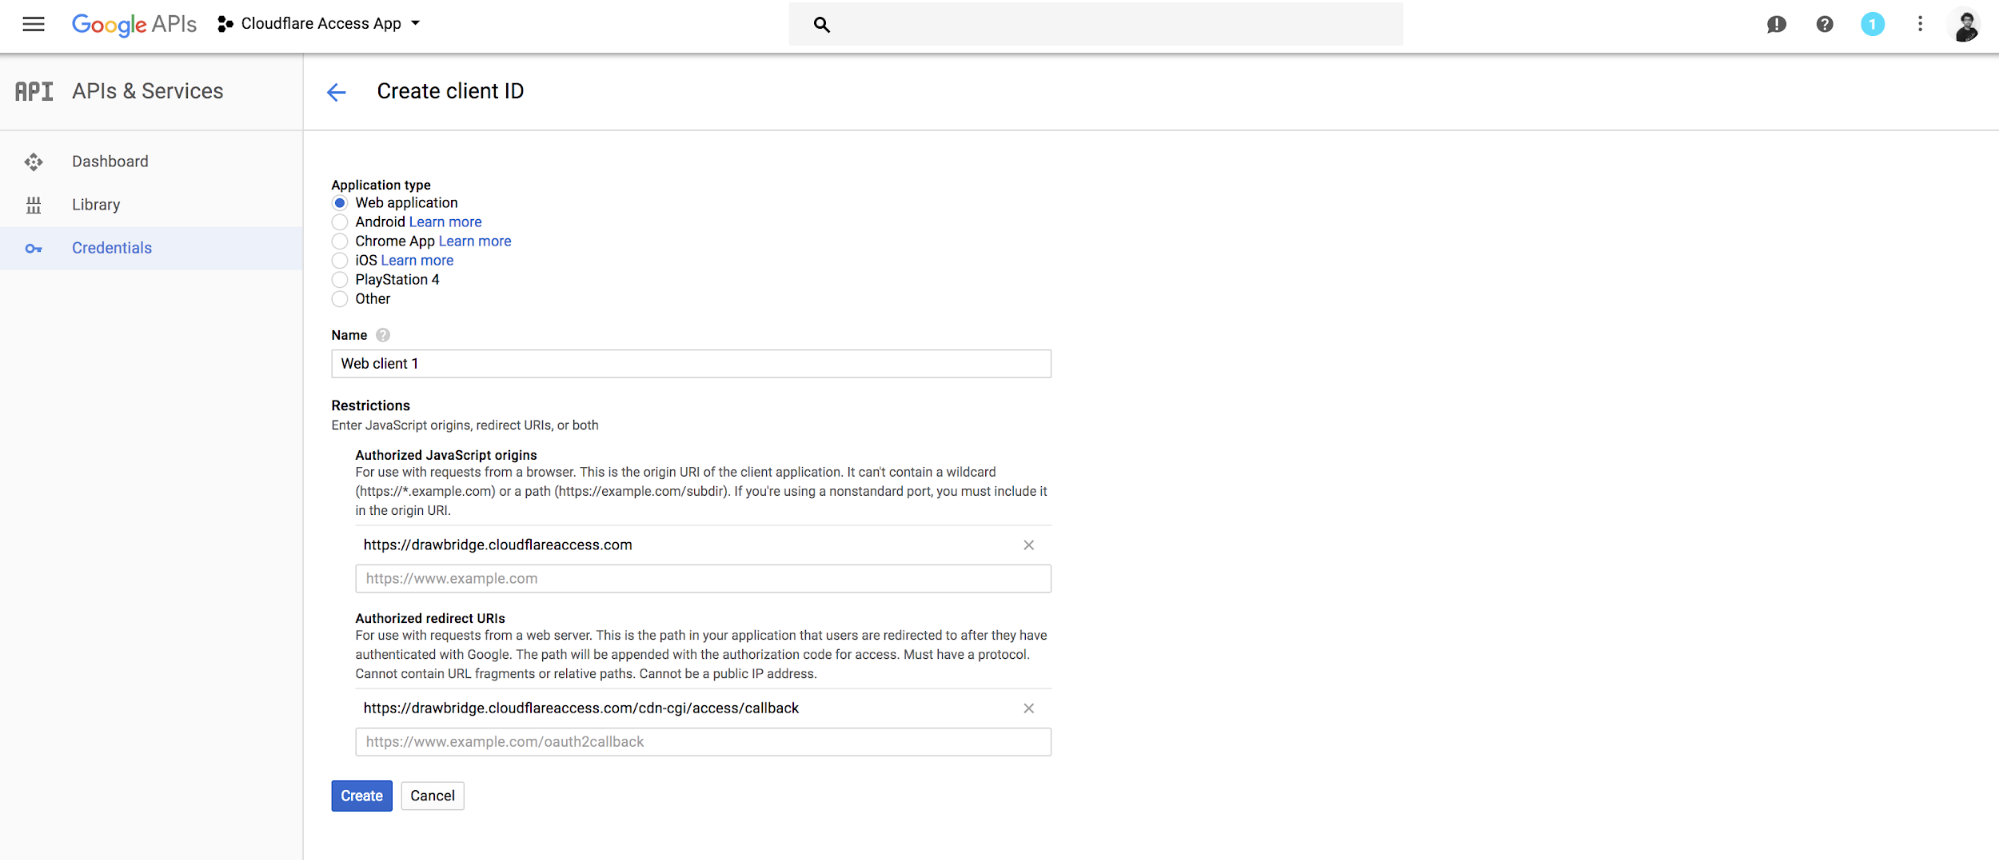 Google APIs
Cloudflare Access App
1
API
APIs & Services
Create client ID
Dashboard
Library
Credentials
Application type
Web application
Android Learn more
Chrome App Learn more
iOS Learn more
PlayStation 4
Other
Name
Web client 1
Restrictions
Enter JavaScript origins, redirect URIs, or both
Authorized JavaScript origins
For use with requests from a browser. This is the origin URI of the client application. It can't contain a wildcard
(https://*.example.com) or a path (https://example.com/subdir). If you're using a nonstandard port, you must include it
in the origin URI.
https://drawbridge.cloudflareaccess.com
https://www.example.com
Authorized redirect URIs
For use with requests from a web server. This is the path in your application that users are redirected to after they have
authenticated with Google. The path will be appended with the authorization code for access. Must have a protocol.
Cannot contain URL fragments or relative paths. Cannot be a public IP address.
https://drawbridge.cloudflareaccess.com/cdn-cgi/access/callback
https://www.example.com/oauth2callback
Create
Cancel